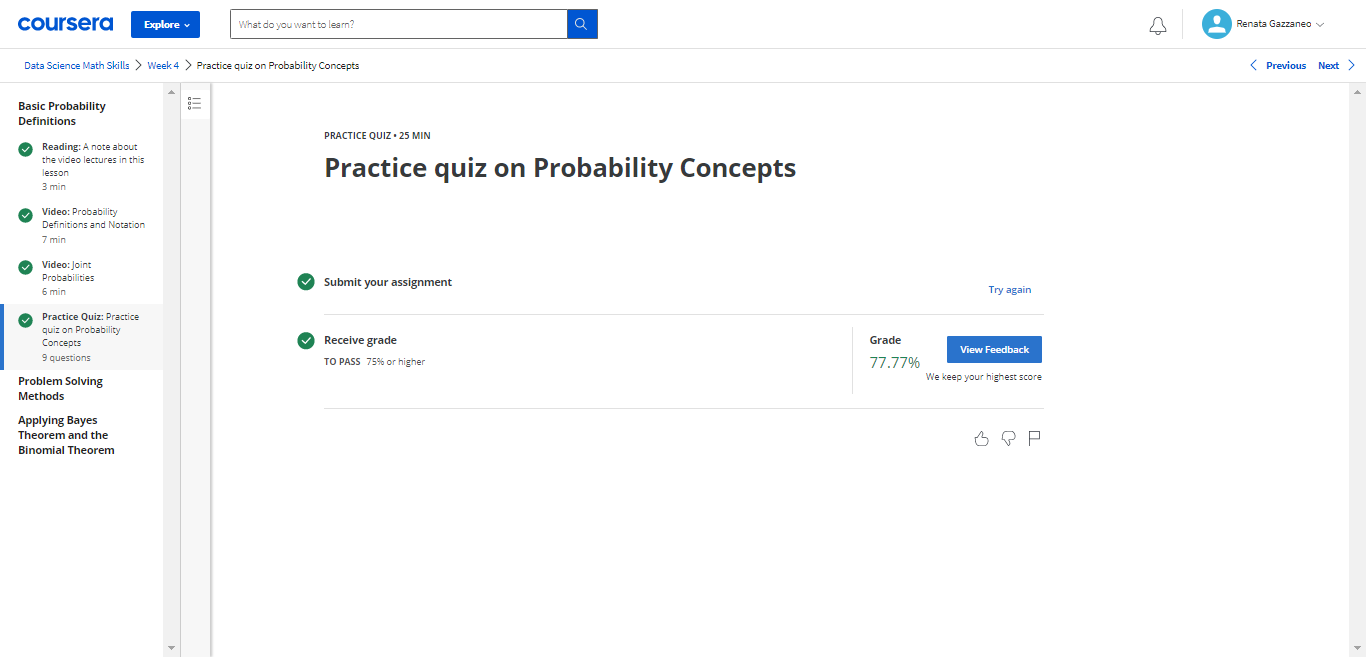 coursera
Explore
What do you want to learn?
Renata Gazzaneo
Data Science Math Skills
Week 4
Practice quiz on Probability Concepts
Previous
Next
Basic Probability
Definitions
Reading: A note about
the video lectures in this
lesson
3 min
Video: Probability
Definitions and Notation
7 min
Video: Joint
Probabilities
6 min
Practice Quiz: Practice
quiz on Probability
Concepts
9 questions
Problem Solving
Methods
Applying Bayes
Theorem and the
Binomial Theorem
PRACTICE QUIZ • 25 MIN
Practice quiz on Probability Concepts
Submit your assignment
Try again
Receive grade
TO PASS 75% or higher
Grade
77.77%
View Feedback
We keep your highest score